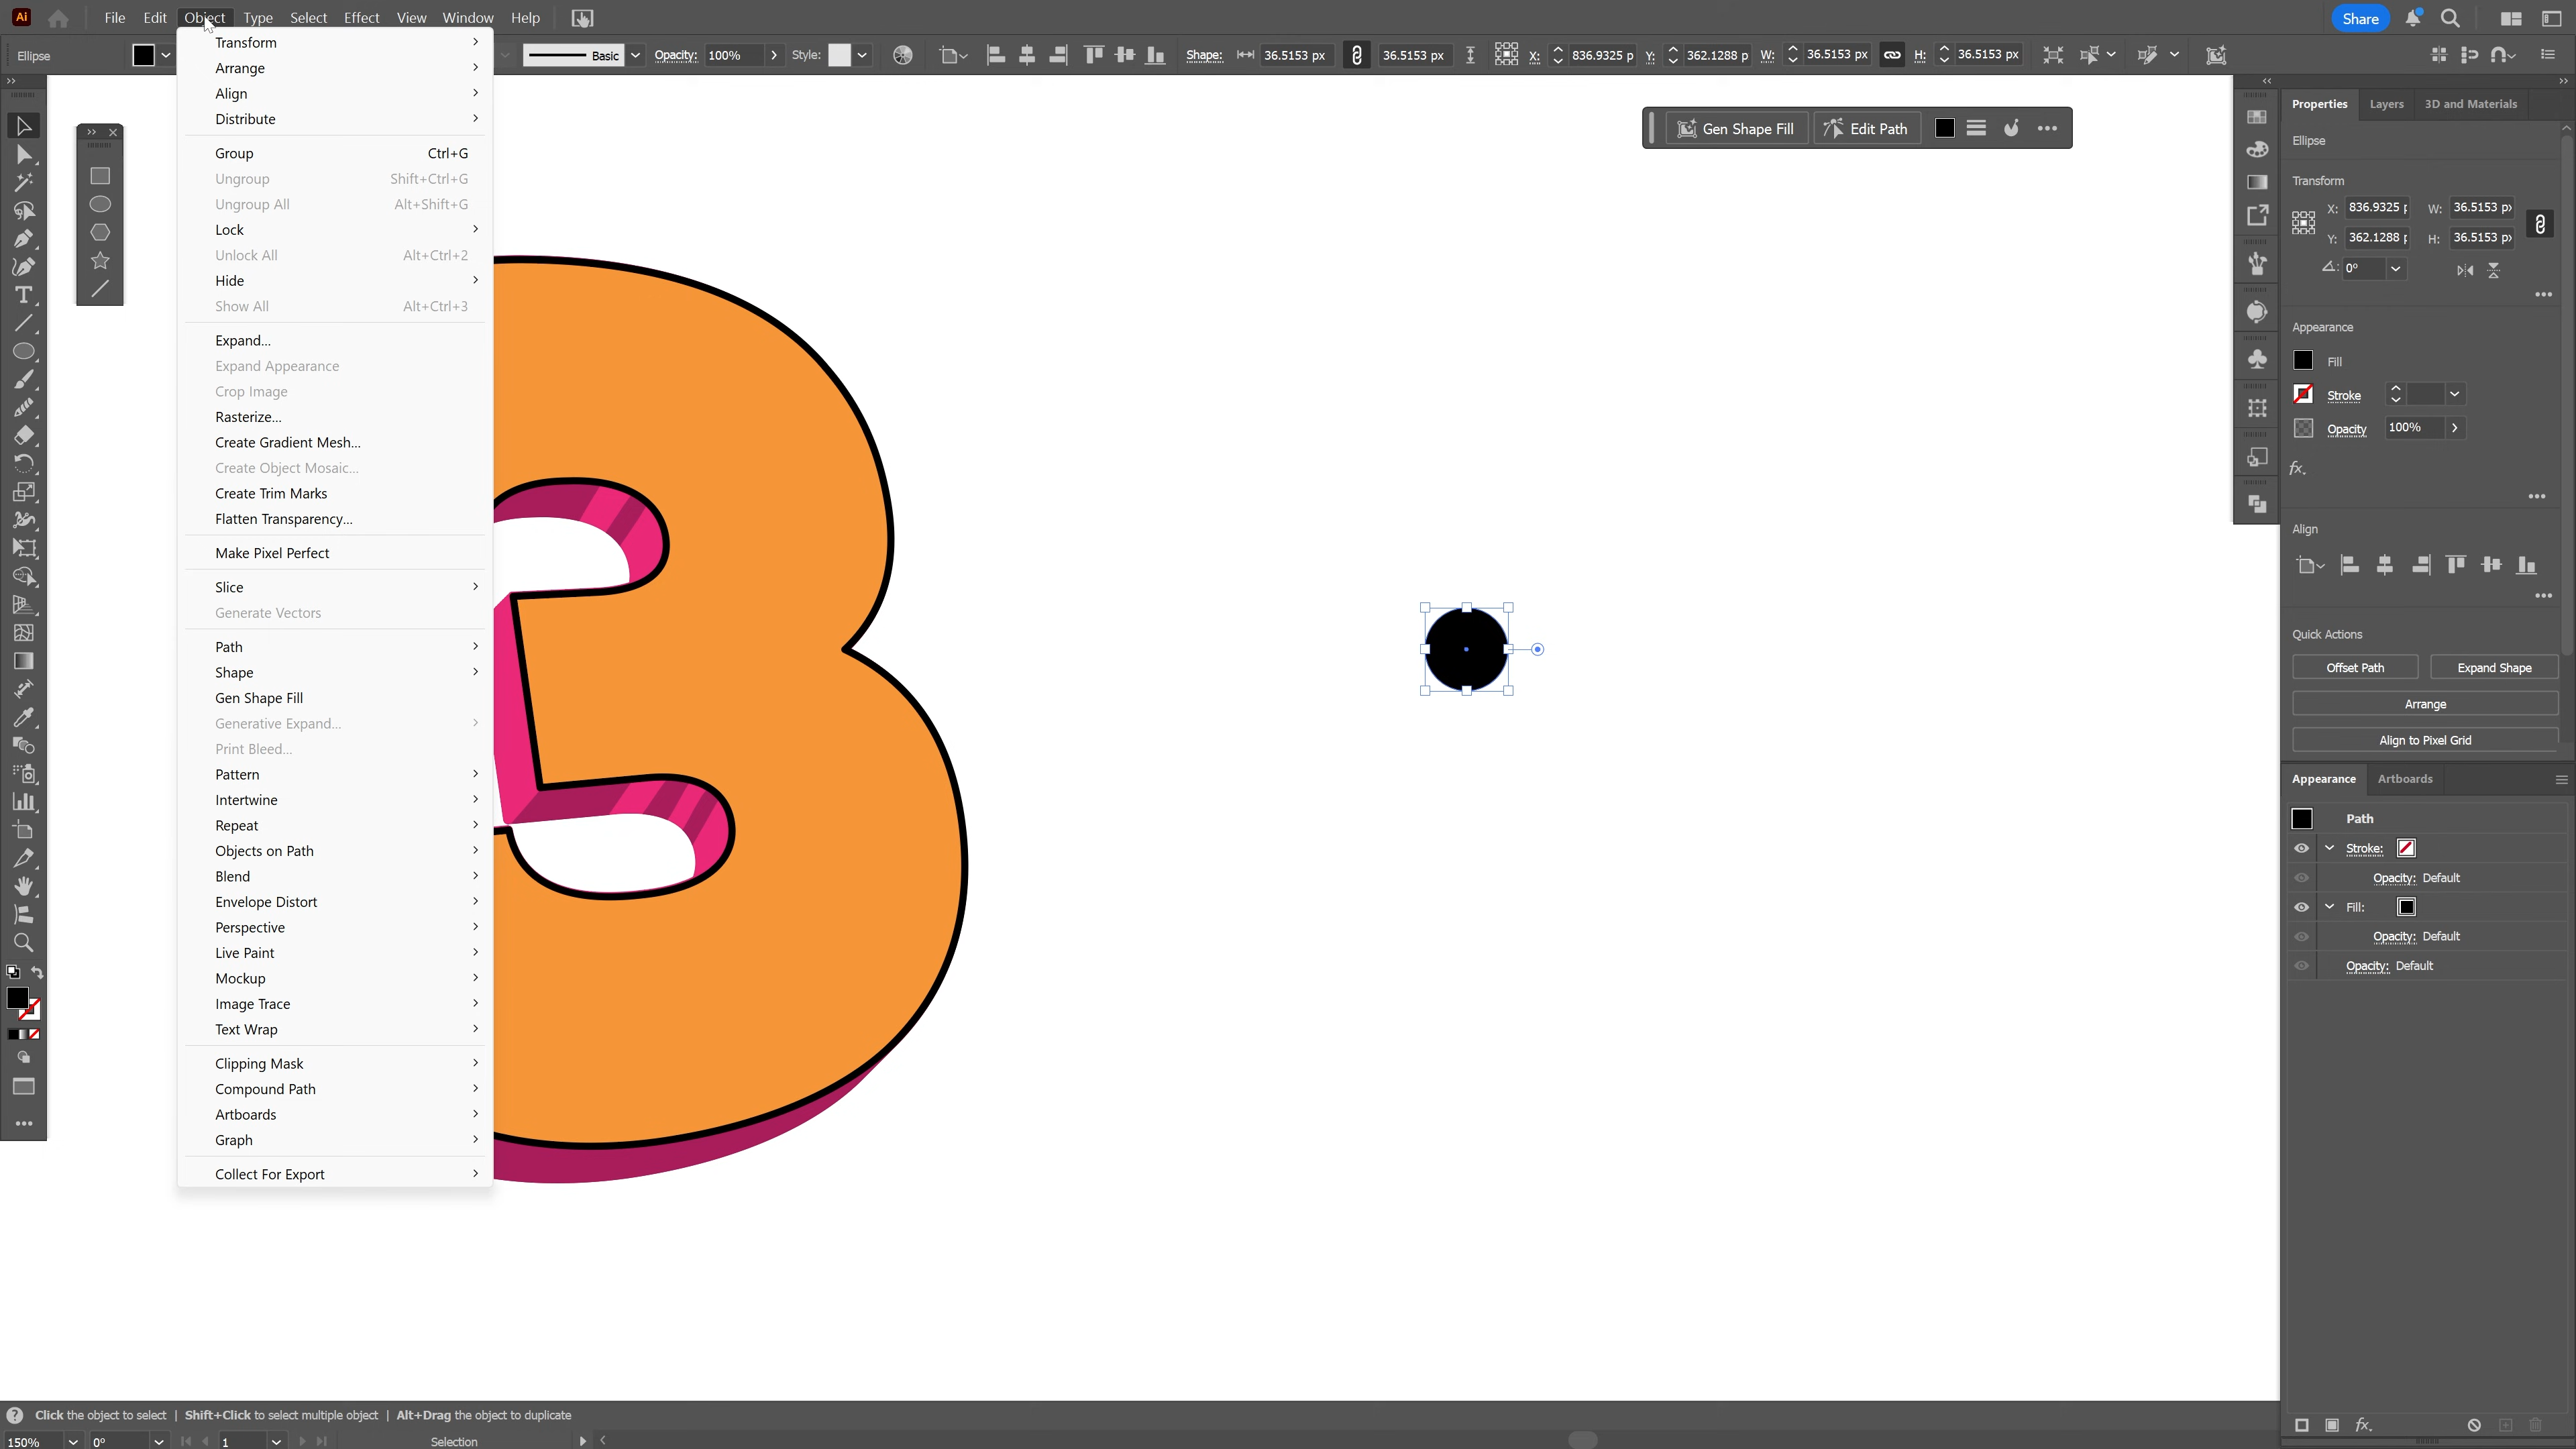 Ai File Edit Object Type Select Effect View Window Help Share
Ellipse Basic Opacity: 100% Style: Shape: 36.5153 px 36.5153 px X: 836.9325 p Y: 362.1288 p W: 36.5153 px H: 36.5153 px
Transform
Arrange
Align
Distribute
Group Ctrl+G
Ungroup Shift+Ctrl+G
Ungroup All Alt+Shift+G
Lock
Unlock All Alt+Ctrl+2
Hide
Show All Alt+Ctrl+3
Expand...
Expand Appearance
Crop Image
Rasterize...
Create Gradient Mesh...
Create Object Mosaic...
Create Trim Marks
Flatten Transparency...
Make Pixel Perfect
Slice
Generate Vectors
Path
Shape
Gen Shape Fill
Generative Expand...
Print Bleed...
Pattern
Intertwine
Repeat
Objects on Path
Blend
Envelope Distort
Perspective
Live Paint
Mockup
Image Trace
Text Wrap
Clipping Mask
Compound Path
Artboards
Graph
Collect For Export
3
Gen Shape Fill Edit Path
Properties Layers 3D and Materials
Ellipse
Transform
X: 836.9325 p W: 36.5153 px
Y: 362.1288 p H: 36.5153 px
0°
Appearance
Fill
Stroke
Opacity 100%
fx.
Align
Quick Actions
Offset Path Expand Shape
Arrange
Align to Pixel Grid
Appearance Artboards
Path
Stroke:
Opacity: Default
Fill:
Opacity: Default
Opacity: Default
fx.
Click the object to select | Shift+Click to select multiple object | Alt+Drag the object to duplicate
150% 0° 1 Selection